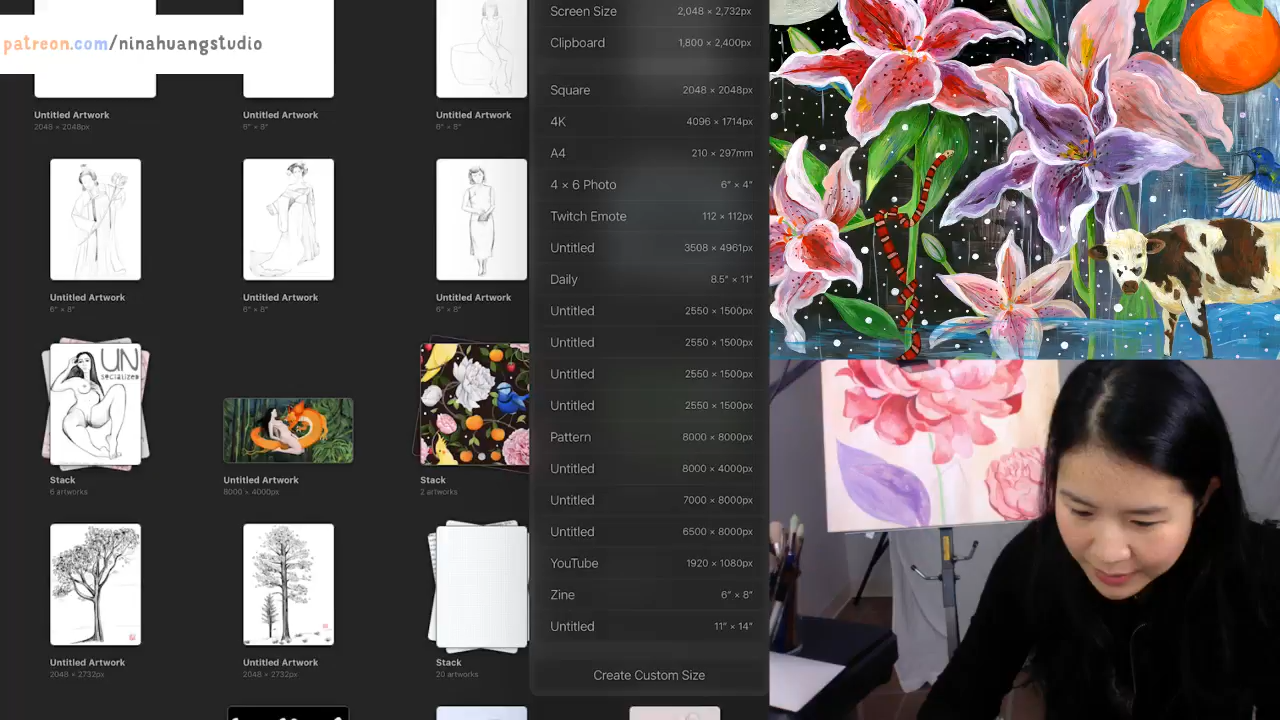 patreon.com/ninahuangstudio
Untitled Artwork
2048 × 2048px
Untitled Artwork
6" × 8"
Untitled Artwork
6" × 8"
Untitled Artwork
6" × 8"
Untitled Artwork
6" × 8"
Untitled Artwork
6" × 8"
UN
SOCIALIZED
Stack
6 artworks
Untitled Artwork
8000 × 4000px
Stack
2 artworks
Untitled Artwork
2048 × 2732px
Untitled Artwork
2048 × 2732px
Stack
20 artworks
Screen Size 2,048 × 2,732px
Clipboard 1,800 × 2,400px
Square 2048 × 2048px
4K 4096 × 1714px
A4 210 × 297mm
4 × 6 Photo 6" × 4"
Twitch Emote 112 × 112px
Untitled 3508 × 4961px
Daily 8.5" × 11"
Untitled 2550 × 1500px
Untitled 2550 × 1500px
Untitled 2550 × 1500px
Untitled 2550 × 1500px
Pattern 8000 × 8000px
Untitled 8000 × 4000px
Untitled 7000 × 8000px
Untitled 6500 × 8000px
YouTube 1920 × 1080px
Zine 6" × 8"
Untitled 11" × 14"
Create Custom Size